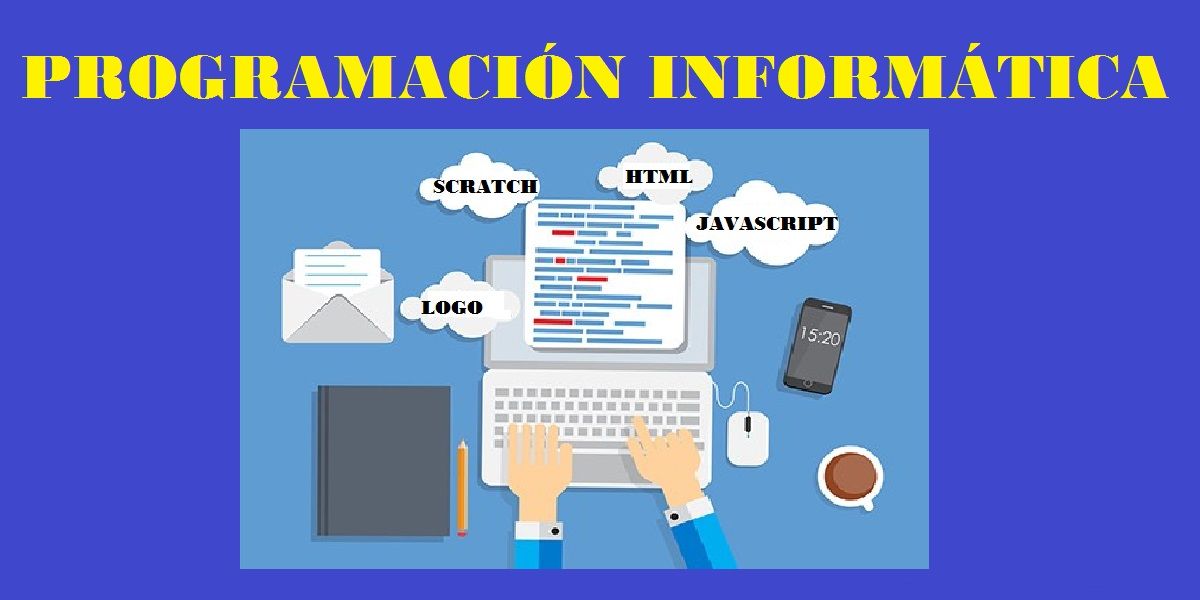 PROGRAMACIÓN INFORMÁTICA
SCRATCH
HTML
JAVASCRIPT
LOGO
15:20